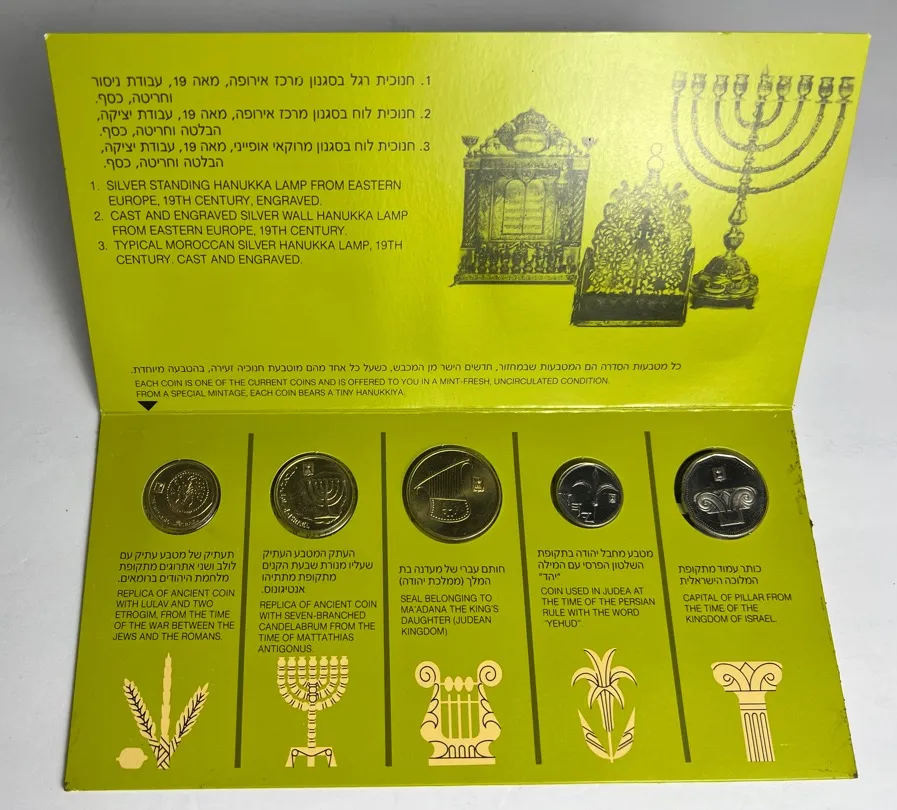 1. חנוכית רגל בסגנון מרכז אירופה, מאה 19, עבודת ניסור
וחריטה, כסף.
2. חנוכית לוח בסגנון מרכז אירופה, מאה 19, עבודת יציקה,
הבלטה וחריטה, כסף.
3. חנוכית לוח בסגנון מרוקאי אופייני, מאה 19, עבודת יציקה,
הבלטה וחריטה, כסף.
1. SILVER STANDING HANUKKA LAMP FROM EASTERN
EUROPE, 19TH CENTURY, ENGRAVED.
2. CAST AND ENGRAVED SILVER WALL HANUKKA LAMP
FROM EASTERN EUROPE, 19TH CENTURY.
3. TYPICAL MOROCCAN SILVER HANUKKA LAMP, 19TH
CENTURY. CAST AND ENGRAVED.
כל מטבעות הסדרה הם המטבעות שבמחזור, חדשים הישר מן המכבש, כשעל כל אחד מהם מוטבעת חנוכיה זעירה, בהטבעה מיוחדת.
EACH COIN IS ONE OF THE CURRENT COINS AND IS OFFERED TO YOU IN A MINT-FRESH, UNCIRCULATED CONDITION.
FROM A SPECIAL MINTAGE, EACH COIN BEARS A TINY HANUKKIYA.
תעתיק של מטבע עתיק עם
לולב ושני אתרוגים מתקופת
מלחמת היהודים ברומאים.
REPLICA OF ANCIENT COIN
WITH LULAV AND TWO
ETROGIM, FROM THE TIME
OF THE WAR BETWEEN THE
JEWS AND THE ROMANS.
העתק המטבע העתיק
שעליו מנורת שבעת הקנים
מתקופת מתתיהו
אנטיגונוס.
REPLICA OF ANCIENT COIN
WITH SEVEN-BRANCHED
CANDELABRUM FROM THE
TIME OF MATTATHIAS
ANTIGONUS.
חותם עברי של מעדנה בת
המלך (ממלכת יהודה)
SEAL BELONGING TO
MA'ADANA THE KING'S
DAUGHTER (JUDEAN
KINGDOM)
מטבע מחבל יהודה בתקופת
השלטון הפרסי עם המילה
"יהד"
COIN USED IN JUDEA AT
THE TIME OF THE PERSIAN
RULE WITH THE WORD
"YEHUD"
כותר עמוד מתקופת
המלוכה הישראלית
CAPITAL OF PILLAR FROM
THE TIME OF THE
KINGDOM OF ISRAEL.